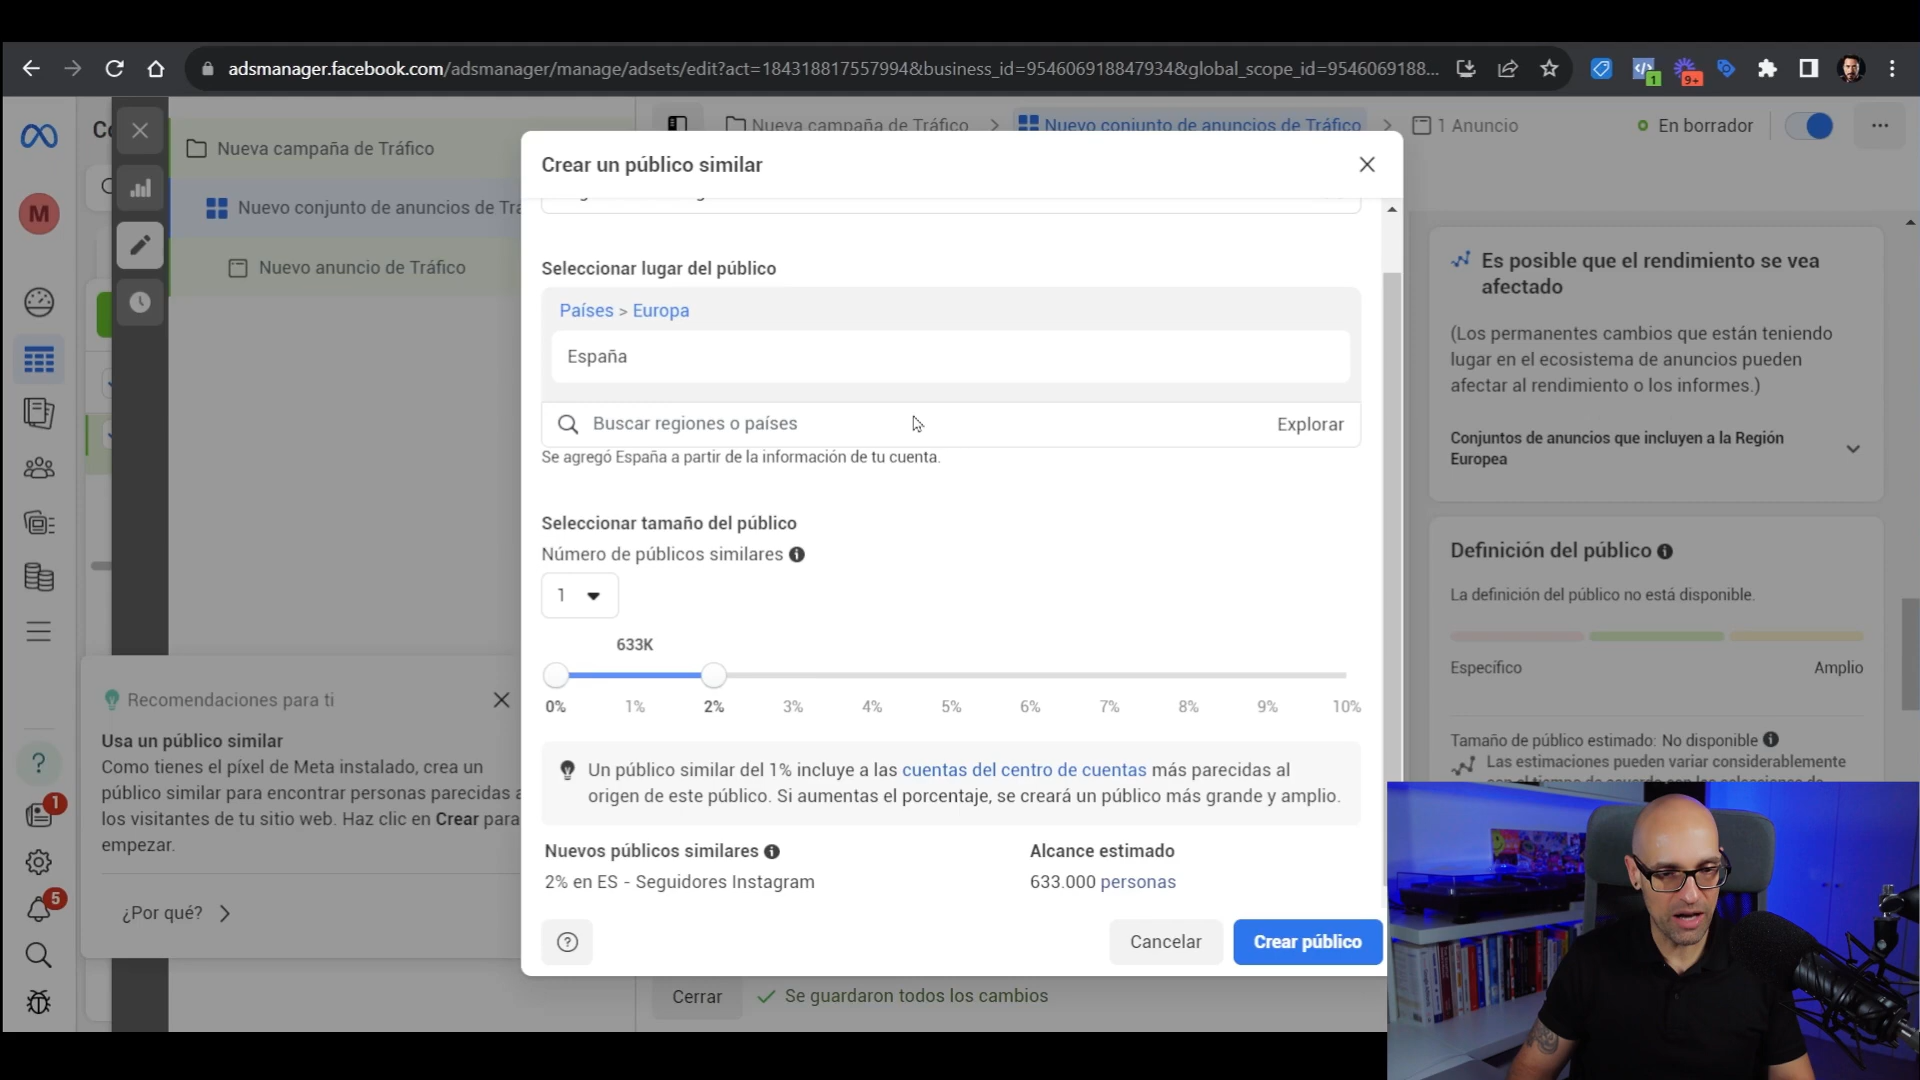 adsmanager.facebook.com/adsmanager/manage/adsets/edit?act=184318817557994&business_id=954606918847934&global_scope_id=9546069188...
1
9+
M
Nueva campaña de Tráfico
Nuevo conjunto de anuncios de Tra
Nuevo anuncio de Tráfico
Nueva campaña de Tráfico
Nuevo conjunto de anuncios de Tráfico
1 Anuncio
En borrador
Crear un público similar
Seleccionar lugar del público
Países > Europa
España
Buscar regiones o países
Explorar
Se agregó España a partir de la información de tu cuenta.
Seleccionar tamaño del público
Número de públicos similares
1
633K
0%
1%
2%
3%
4%
5%
6%
7%
8%
9%
10%
Un público similar del 1% incluye a las cuentas del centro de cuentas más parecidas al
origen de este público. Si aumentas el porcentaje, se creará un público más grande y amplio.
Nuevos públicos similares
Alcance estimado
2% en ES - Seguidores Instagram
633.000 personas
Cancelar
Crear público
Cerrar
Se guardaron todos los cambios
Recomendaciones para ti
Usa un público similar
Como tienes el píxel de Meta instalado, crea un
público similar para encontrar personas parecidas a
los visitantes de tu sitio web. Haz clic en Crear para
empezar.
¿Por qué?
1
5
Es posible que el rendimiento se vea
afectado
(Los permanentes cambios que están teniendo
lugar en el ecosistema de anuncios pueden
afectar al rendimiento o los informes.)
Conjuntos de anuncios que incluyen a la Región
Europea
Definición del público
La definición del público no está disponible.
Específico
Amplio
Tamaño de público estimado: No disponible
Las estimaciones pueden variar considerablemente